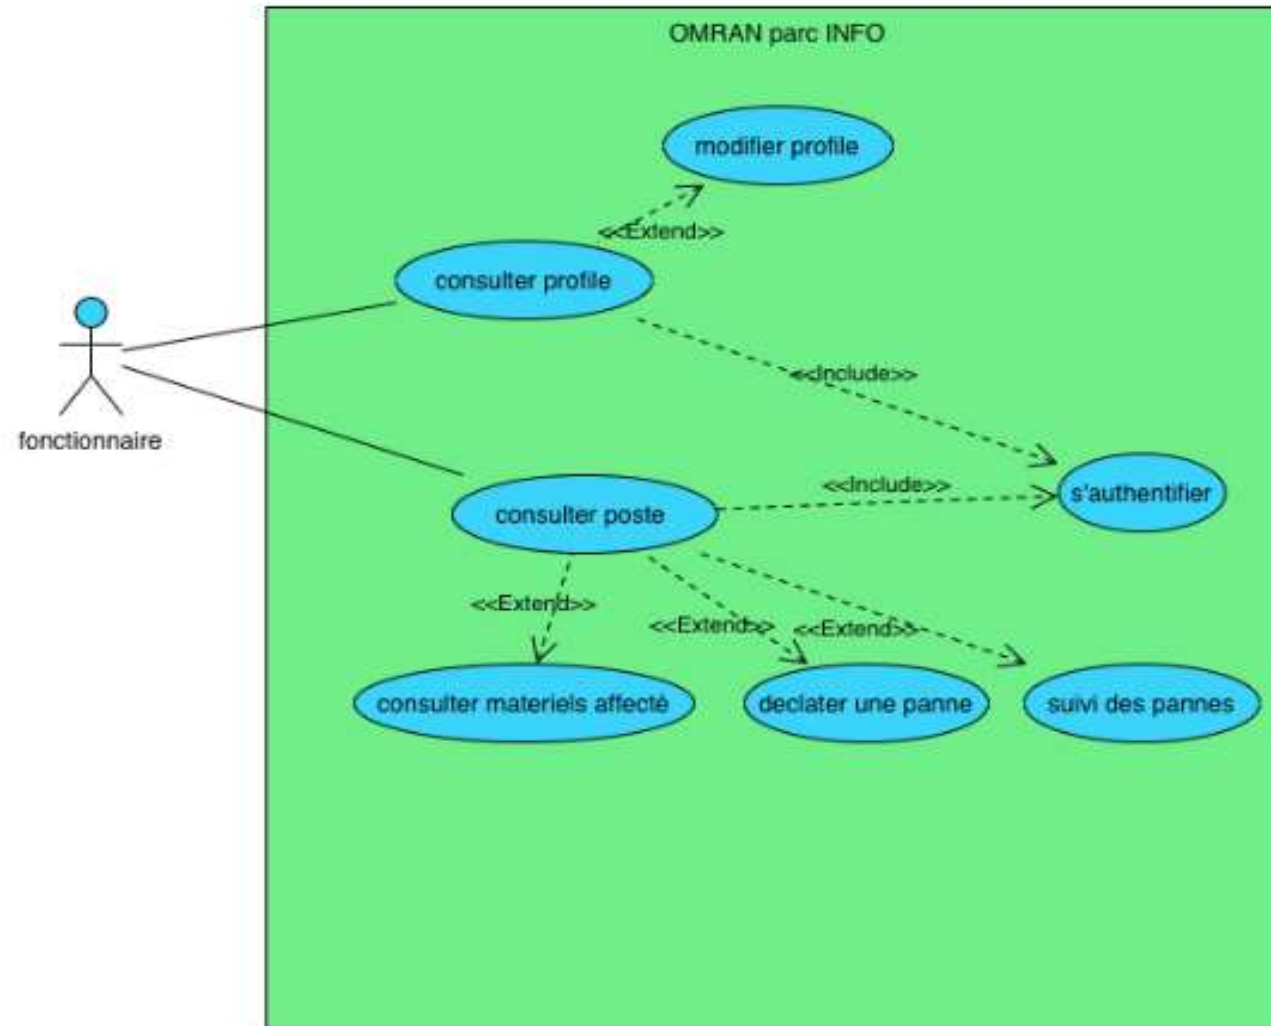 OMRAN parc INFO
modifier profile
<<Extend>>
consulter profile
<<Include>>
fonctionnaire
<<Include>>
s'authentifier
consulter poste
<<Extend>>
<<Extend>>
<<Extend>>
consulter materiels affecté
declater une panne
suivi des pannes